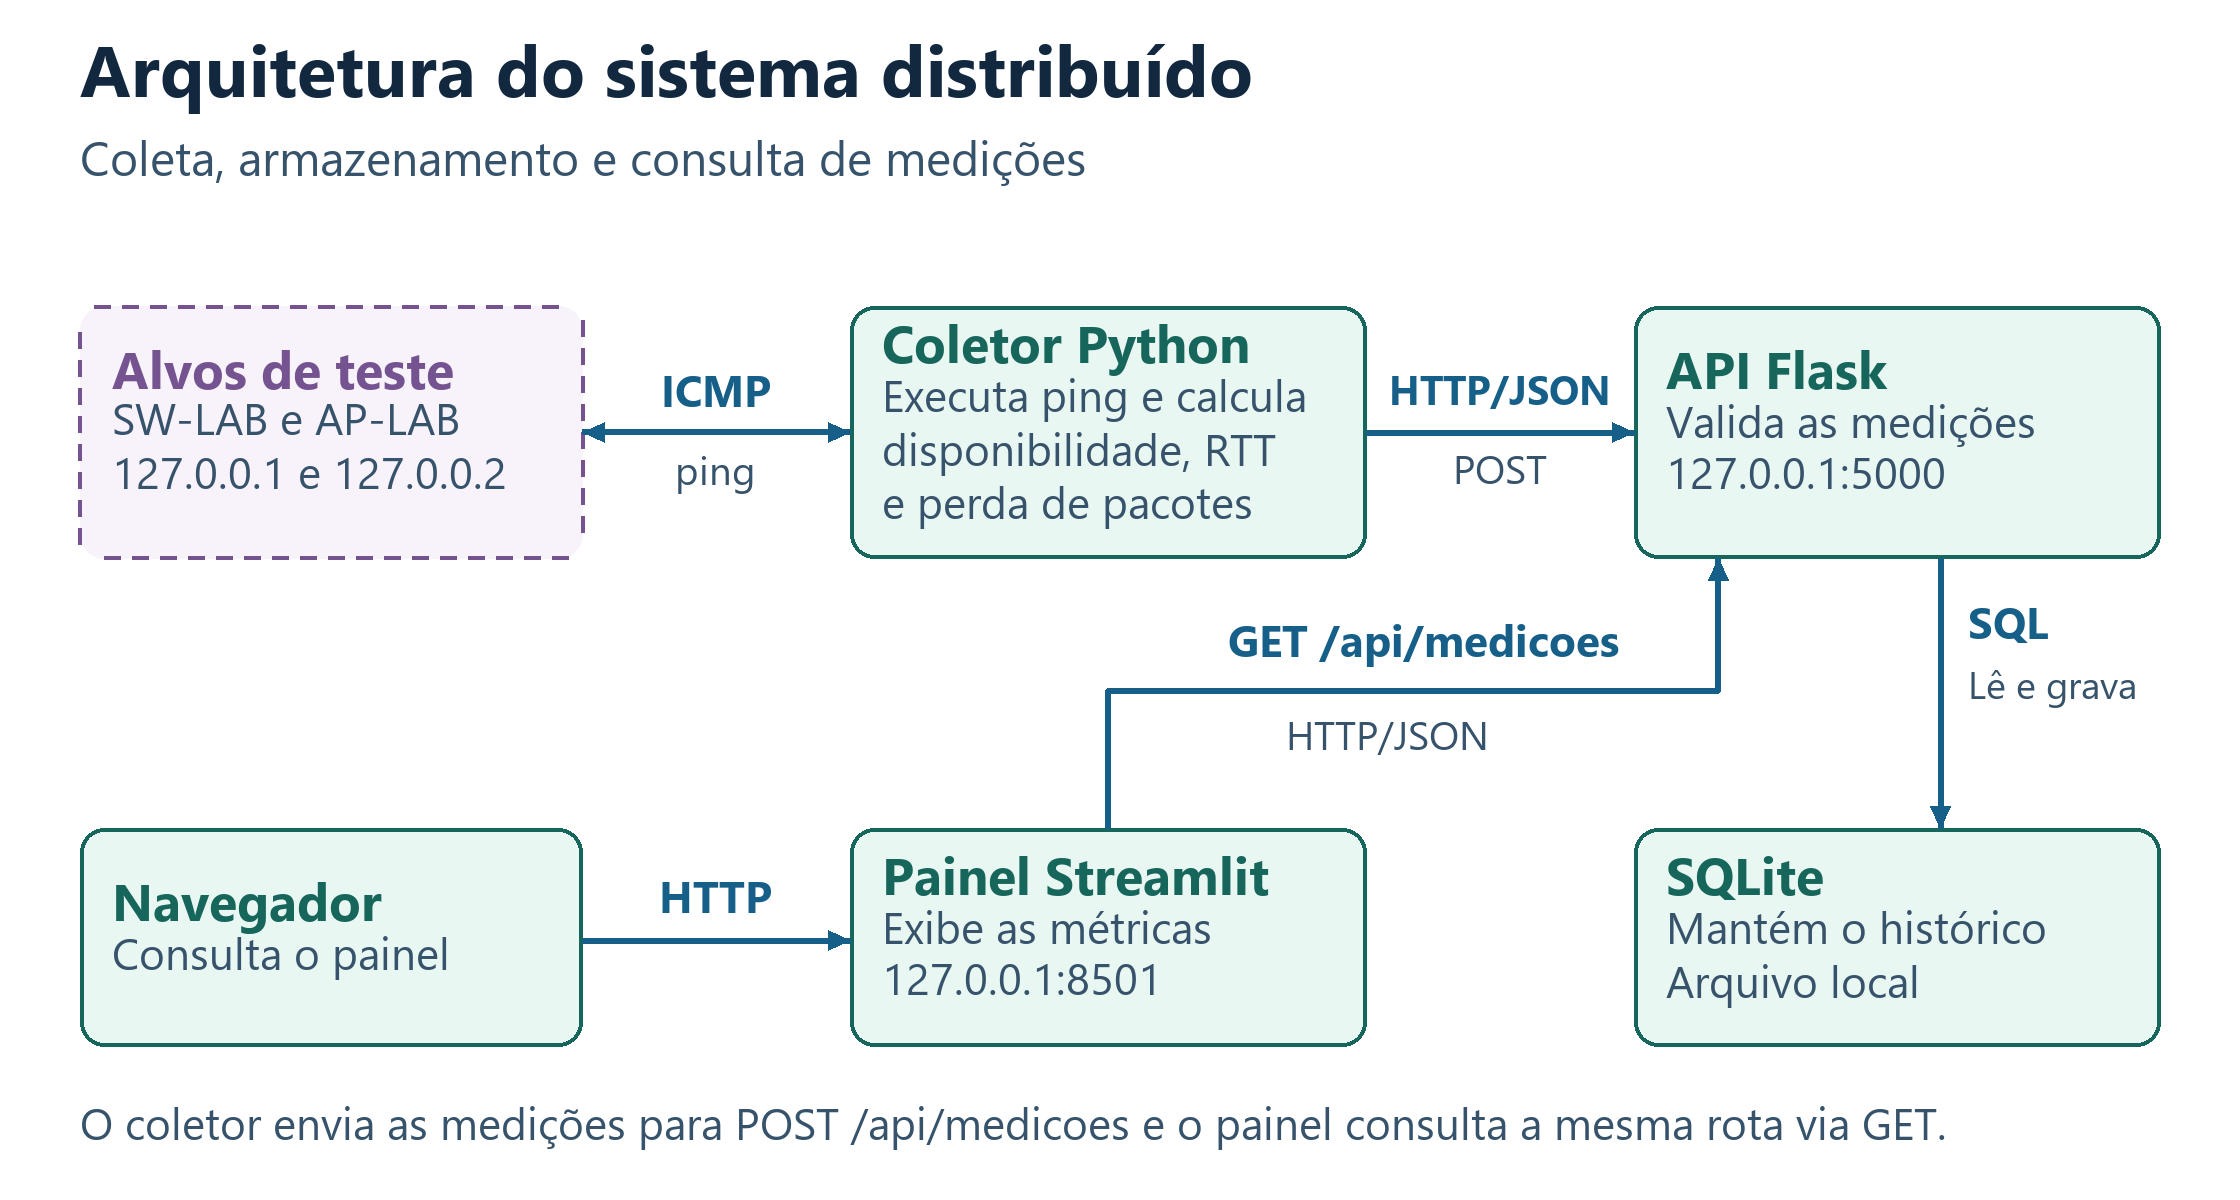 Arquitetura do sistema distribuído
Coleta, armazenamento e consulta de medições
Alvos de teste
SW-LAB e AP-LAB
127.0.0.1 e 127.0.0.2
ICMP
ping
Coletor Python
Executa ping e calcula
disponibilidade, RTT
e perda de pacotes
HTTP/JSON
POST
API Flask
Valida as medições
127.0.0.1:5000
GET /api/medicoes
HTTP/JSON
SQL
Lê e grava
Navegador
Consulta o painel
HTTP
Painel Streamlit
Exibe as métricas
127.0.0.1:8501
SQLite
Mantém o histórico
Arquivo local
O coletor envia as medições para POST /api/medicoes e o painel consulta a mesma rota via GET.